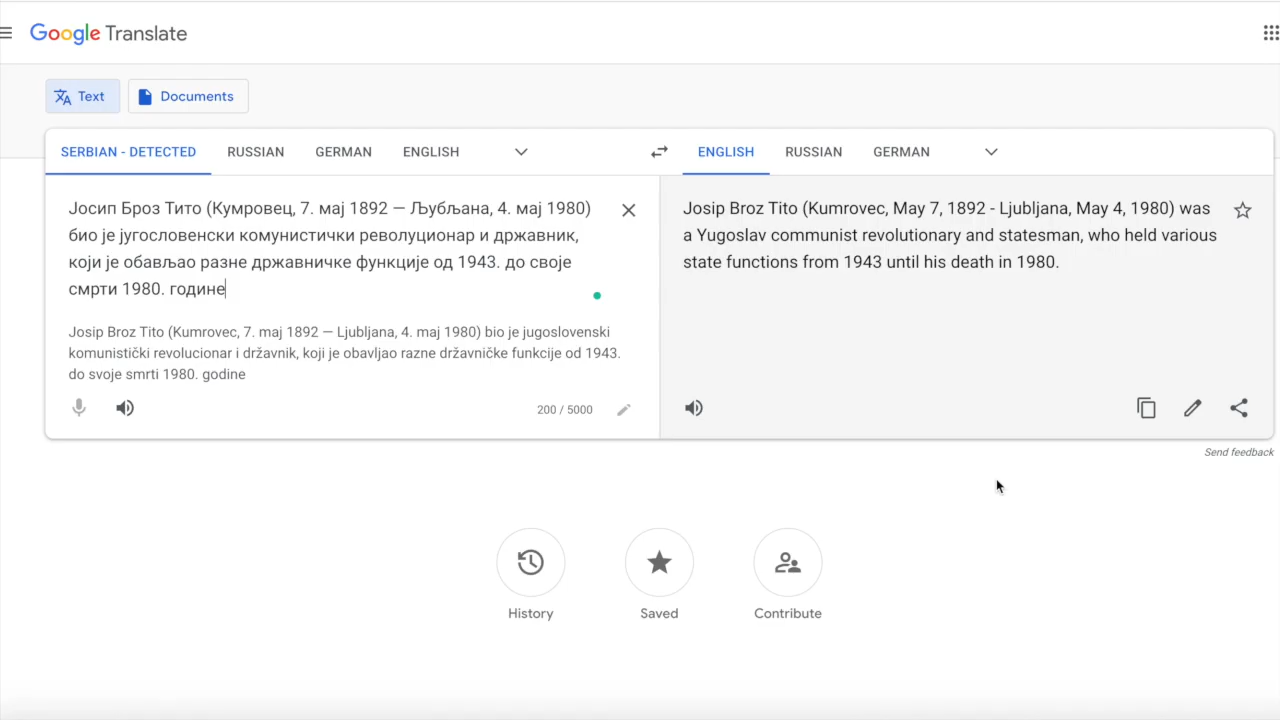 Google Translate
Text
Documents
SERBIAN - DETECTED
RUSSIAN
GERMAN
ENGLISH
ENGLISH
RUSSIAN
GERMAN
Јосип Броз Тито (Кумровец, 7. мај 1892 — Љубљана, 4. мај 1980)
био је југословенски комунистички револуционар и државник,
који је обављао разне државничке функције од 1943. до своје
смрти 1980. године
Josip Broz Tito (Kumrovec, 7. maj 1892 — Ljubljana, 4. maj 1980) bio je jugoslovenski
komunistički revolucionar i državnik, koji je obavljao razne državničke funkcije od 1943.
do svoje smrti 1980. godine
200 / 5000
Josip Broz Tito (Kumrovec, May 7, 1892 - Ljubljana, May 4, 1980) was
a Yugoslav communist revolutionary and statesman, who held various
state functions from 1943 until his death in 1980.
Send feedback
History
Saved
Contribute